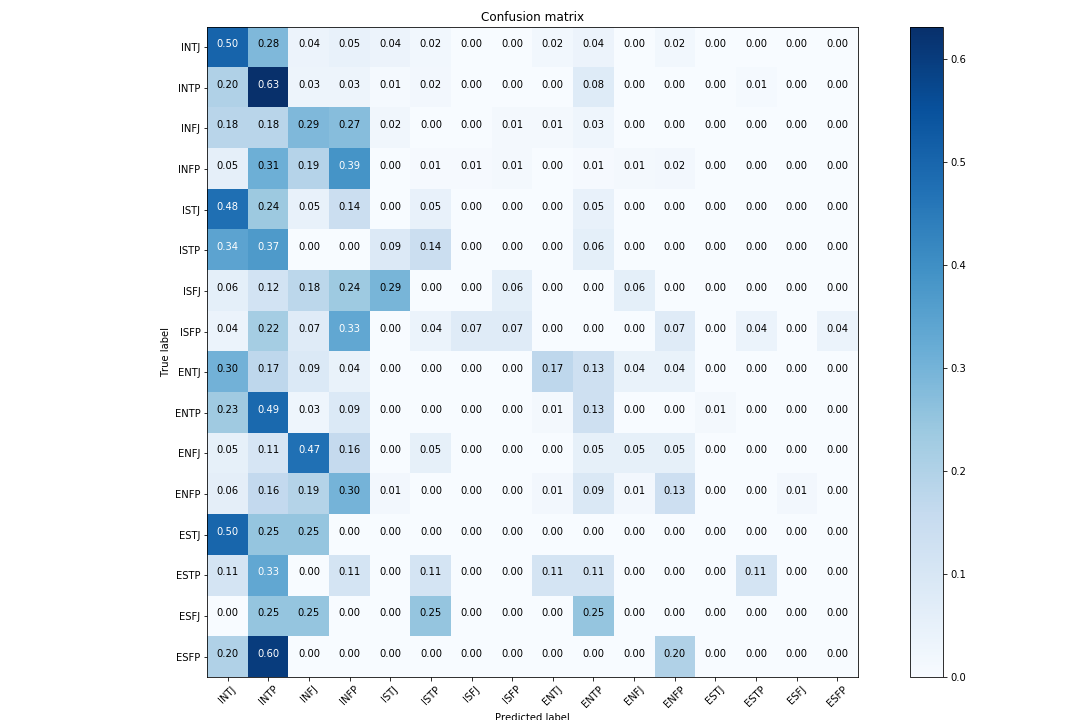 Confusion matrix
INTJ 0.50 0.28 0.04 0.05 0.04 0.02 0.00 0.00 0.02 0.04 0.00 0.02 0.00 0.00 0.00 0.00
INTP 0.20 0.63 0.03 0.03 0.01 0.02 0.00 0.00 0.00 0.08 0.00 0.00 0.00 0.01 0.00 0.00
INFJ 0.18 0.18 0.29 0.27 0.02 0.00 0.00 0.01 0.01 0.03 0.00 0.00 0.00 0.00 0.00 0.00
INFP 0.05 0.31 0.19 0.39 0.00 0.01 0.01 0.01 0.00 0.01 0.01 0.02 0.00 0.00 0.00 0.00
ISTJ 0.48 0.24 0.05 0.14 0.00 0.05 0.00 0.00 0.00 0.05 0.00 0.00 0.00 0.00 0.00 0.00
ISTP 0.34 0.37 0.00 0.00 0.09 0.14 0.00 0.00 0.00 0.06 0.00 0.00 0.00 0.00 0.00 0.00
ISFJ 0.06 0.12 0.18 0.24 0.29 0.00 0.00 0.06 0.00 0.00 0.06 0.00 0.00 0.00 0.00 0.00
ISFP 0.04 0.22 0.07 0.33 0.00 0.04 0.07 0.07 0.00 0.00 0.00 0.07 0.00 0.04 0.00 0.04
ENTJ 0.30 0.17 0.09 0.04 0.00 0.00 0.00 0.00 0.17 0.13 0.04 0.04 0.00 0.00 0.00 0.00
ENTP 0.23 0.49 0.03 0.09 0.00 0.00 0.00 0.00 0.01 0.13 0.00 0.00 0.01 0.00 0.00 0.00
ENFJ 0.05 0.11 0.47 0.16 0.00 0.05 0.00 0.00 0.00 0.05 0.05 0.05 0.00 0.00 0.00 0.00
ENFP 0.06 0.16 0.19 0.30 0.01 0.00 0.00 0.00 0.01 0.09 0.01 0.13 0.00 0.00 0.01 0.00
ESTJ 0.50 0.25 0.25 0.00 0.00 0.00 0.00 0.00 0.00 0.00 0.00 0.00 0.00 0.00 0.00 0.00
ESTP 0.11 0.33 0.00 0.11 0.00 0.11 0.00 0.00 0.11 0.11 0.00 0.00 0.00 0.11 0.00 0.00
ESFJ 0.00 0.25 0.25 0.00 0.00 0.25 0.00 0.00 0.00 0.25 0.00 0.00 0.00 0.00 0.00 0.00
ESFP 0.20 0.60 0.00 0.00 0.00 0.00 0.00 0.00 0.00 0.00 0.00 0.20 0.00 0.00 0.00 0.00
True label
INTJ INTP INFJ INFP ISTJ ISTP ISFJ ISFP ENTJ ENTP ENFJ ENFP ESTJ ESTP ESFJ ESFP
Predicted label
0.6
0.5
0.4
0.3
0.2
0.1
0.0